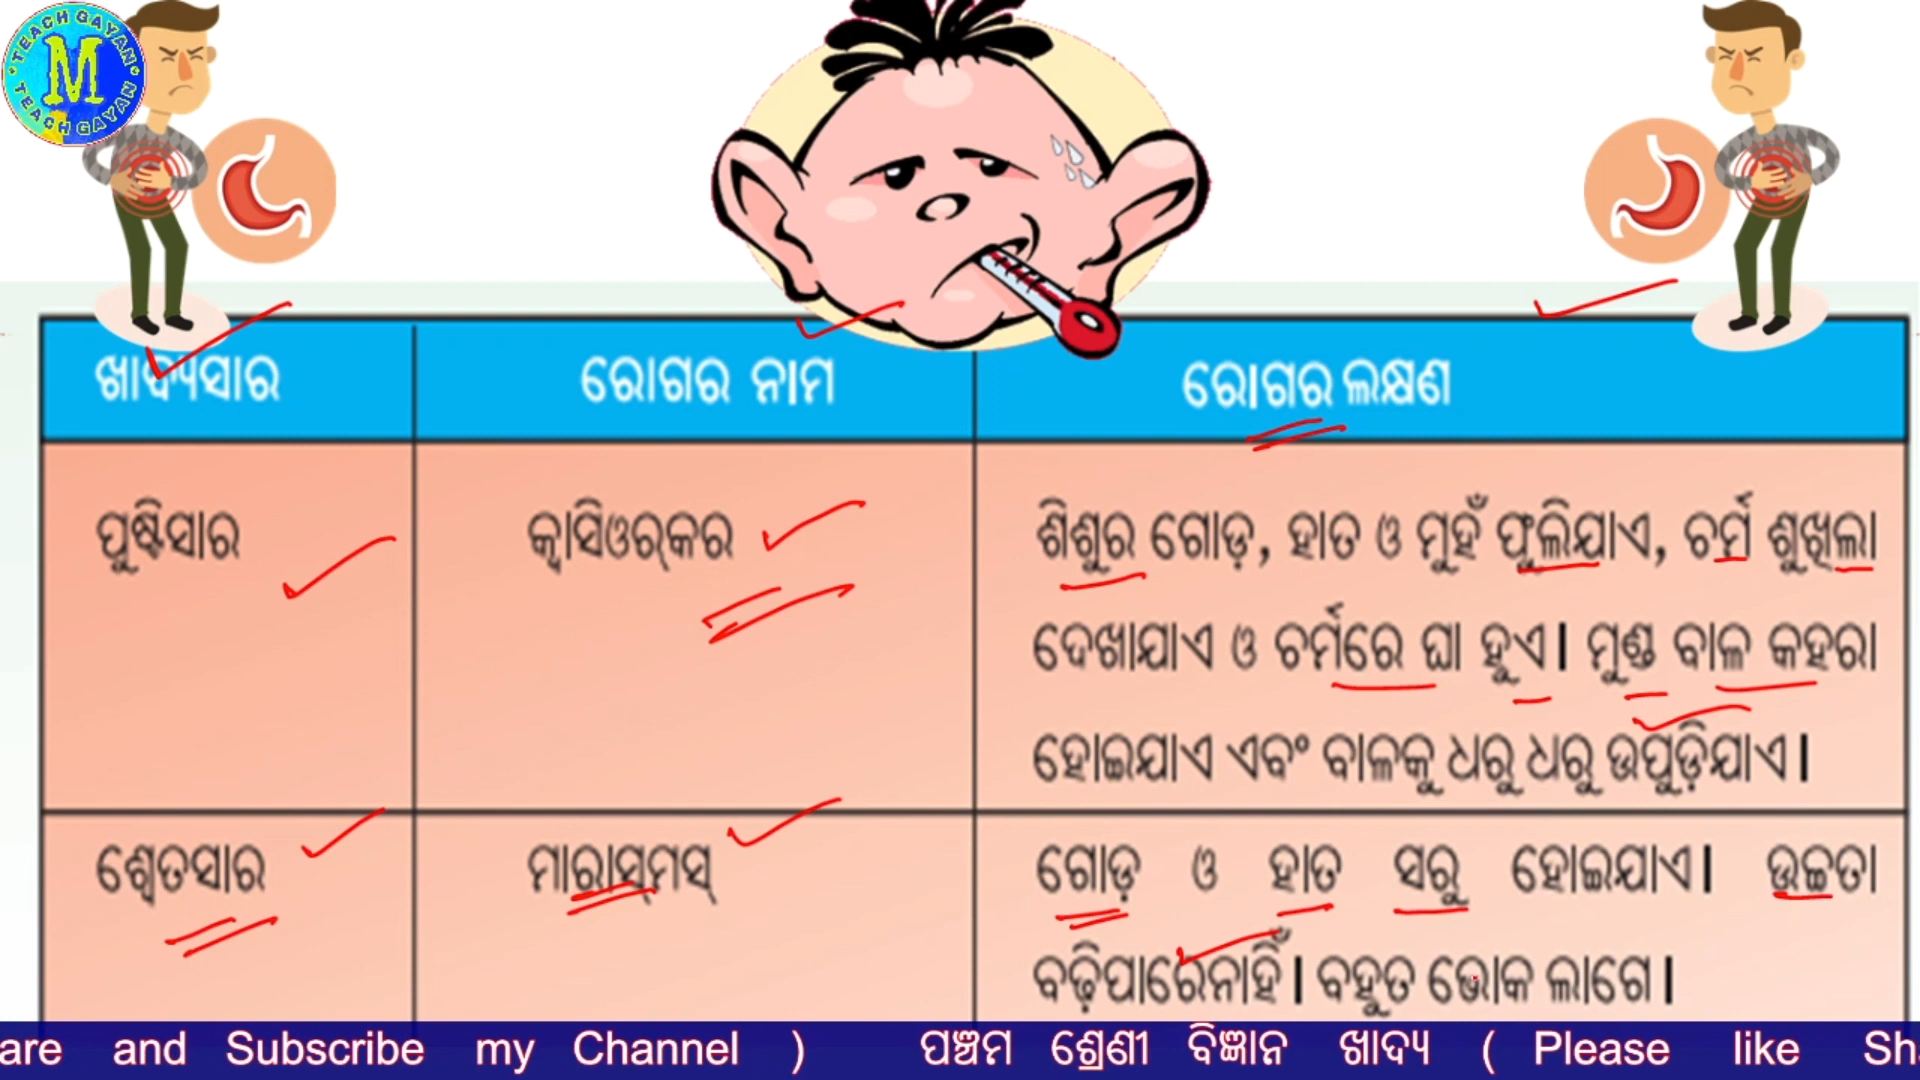 TEACH GAYAN
M
TEACH GAYAN
ଖାଦ୍ୟସାର ରୋଗର ନାମ ରୋଗର ଲକ୍ଷଣ
ପୁଷ୍ଟିସାର କ୍ୱାସିଓର୍‌କର ଶିଶୁର ଗୋଡ଼, ହାତ ଓ ମୁହଁ ଫୁଲିଯାଏ, ଚର୍ମ ଶୁଖିଲା
ଦେଖାଯାଏ ଓ ଚର୍ମରେ ଘା ହୁଏ। ମୁଣ୍ଡ ବାଳ କହରା
ହୋଇଯାଏ ଏବଂ ବାଳକୁ ଧରୁ ଧରୁ ଉପୁଡ଼ିଯାଏ।
ଶ୍ୱେତସାର ମାରାସ୍ମସ୍ ଗୋଡ଼ ଓ ହାତ ସରୁ ହୋଇଯାଏ। ଉଚ୍ଚତା
ବଢ଼ିପାରେନାହିଁ। ବହୁତ ଭୋକ ଲାଗେ।
are and Subscribe my Channel ) ପଞ୍ଚମ ଶ୍ରେଣୀ ବିଜ୍ଞାନ ଖାଦ୍ୟ ( Please like Sh